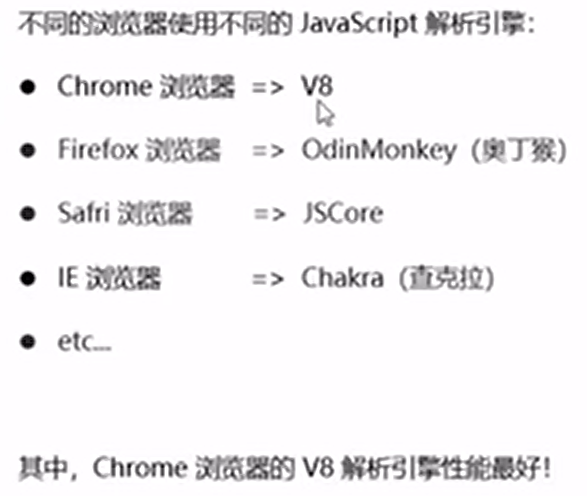 不同的浏览器使用不同的 JavaScript 解析引擎：
● Chrome 浏览器 => V8
● Firefox 浏览器 => OdinMonkey（奥丁猴）
● Safri 浏览器 => JSCore
● IE 浏览器 => Chakra（查克拉）
● etc...
其中，Chrome 浏览器的 V8 解析引擎性能最好！